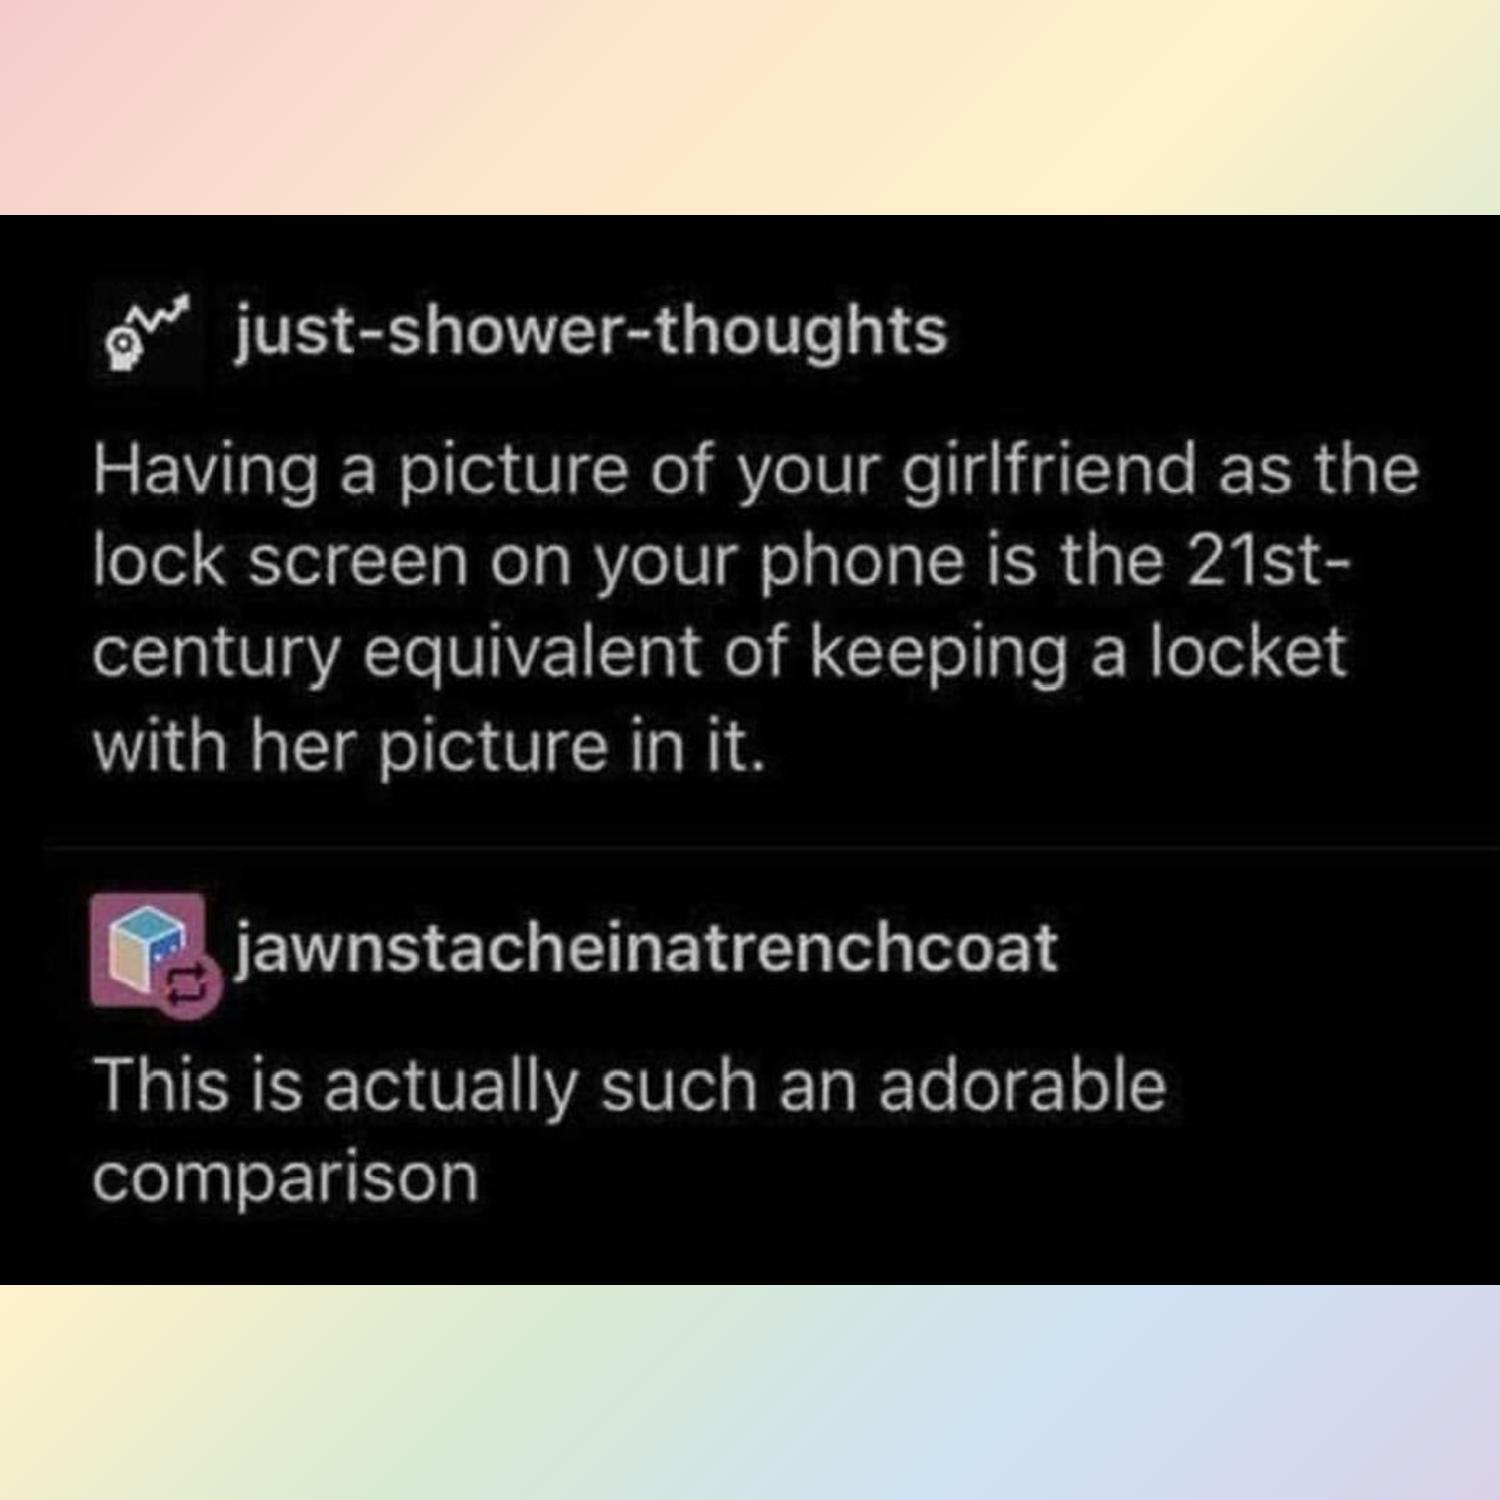 just-shower-thoughts
Having a picture of your girlfriend as the
lock screen on your phone is the 21st-
century equivalent of keeping a locket
with her picture in it.
jawnstacheinatrenchcoat
This is actually such an adorable
comparison